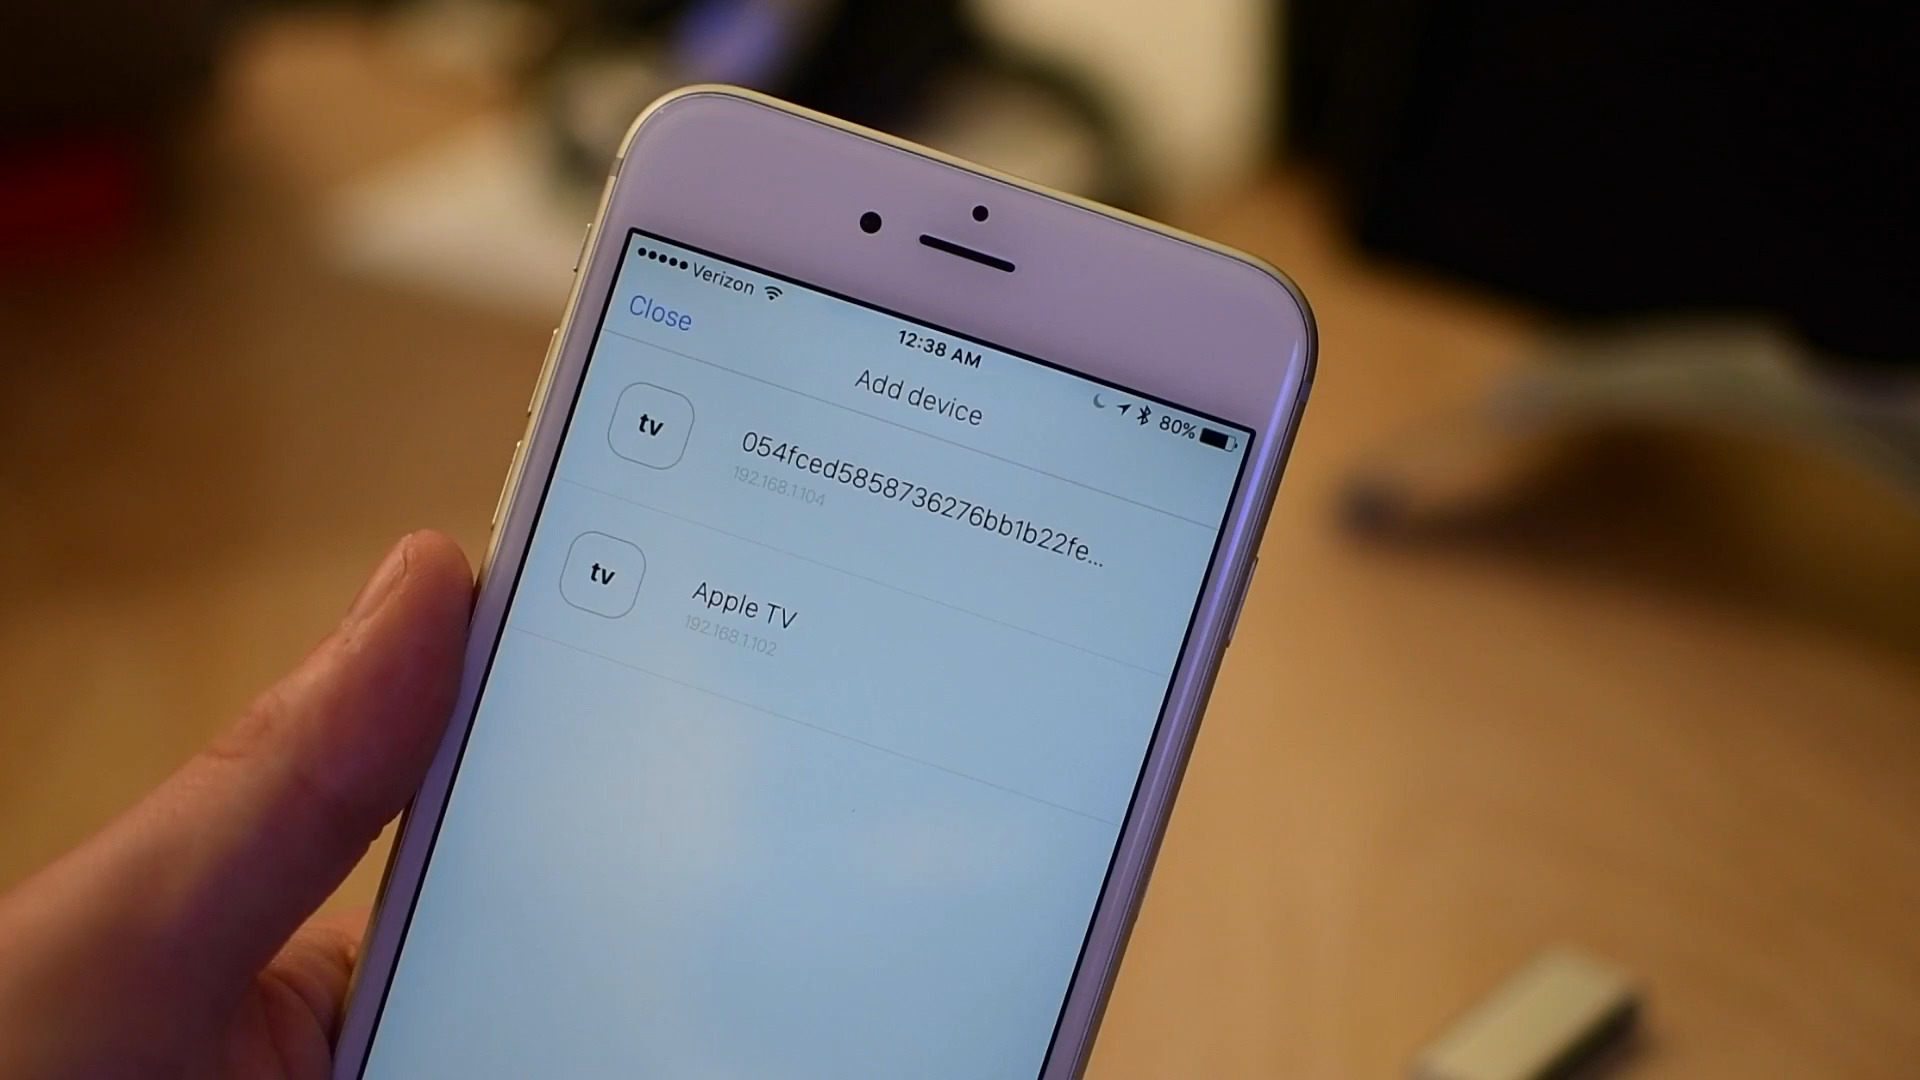 Verizon
12:38 AM
80%
Close
Add device
tv
054fced5858736276bb1b22fe...
192.168.1.104
tv
Apple TV
192.168.1.102